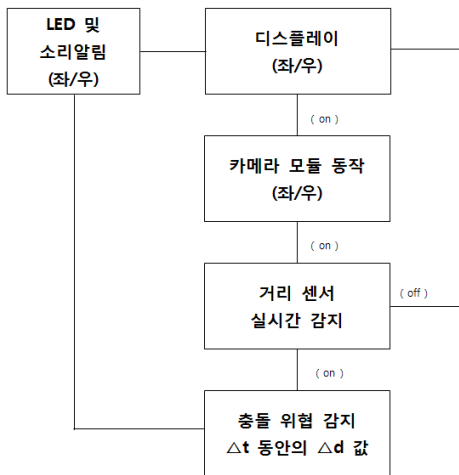 LED 및
소리알림
(좌/우)
디스플레이
(좌/우)
( on )
카메라 모듈 동작
(좌/우)
( on )
거리 센서
실시간 감지
( off )
( on )
충돌 위협 감지
△t 동안의 △d 값